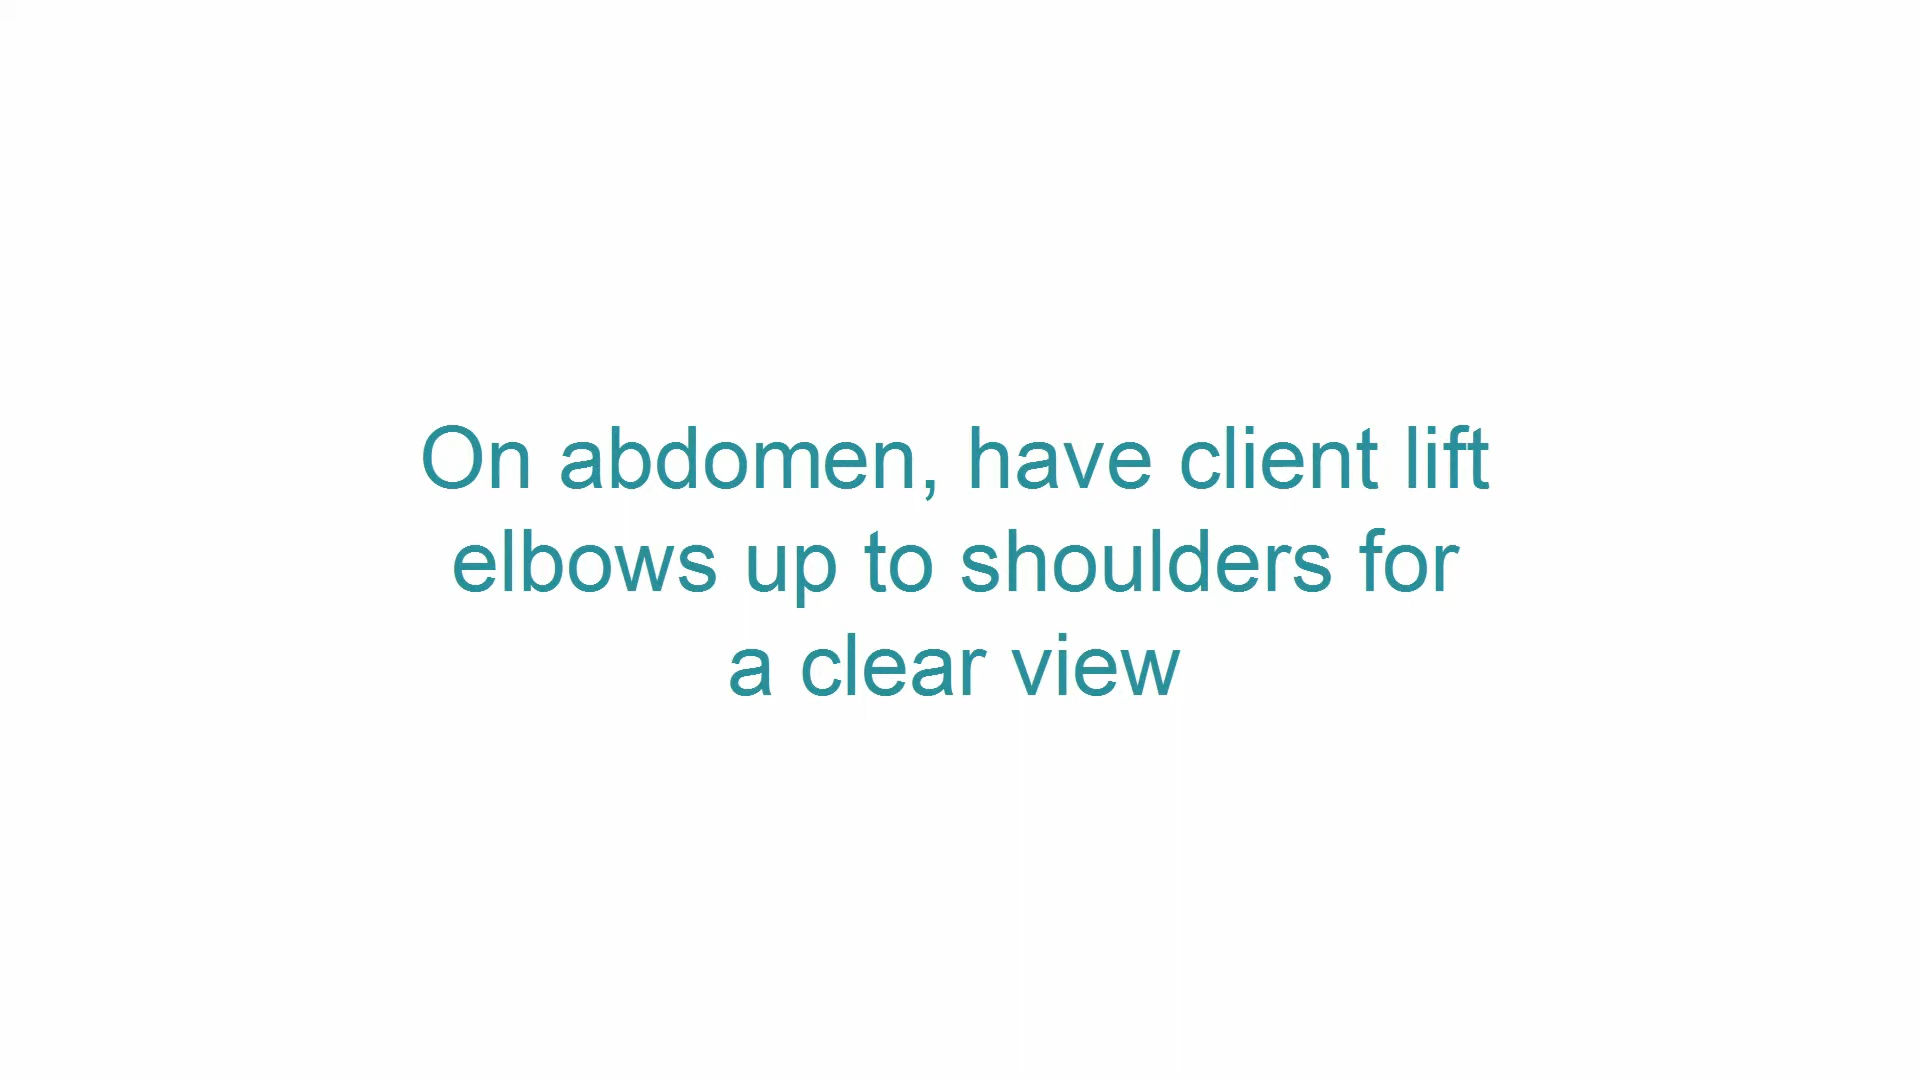 On abdomen, have client lift
elbows up to shoulders for
a clear view